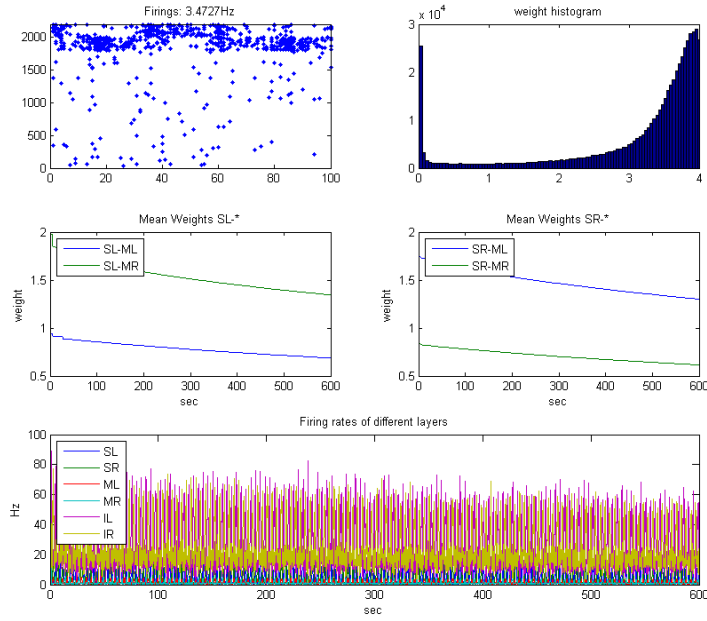 Firings: 3.4727Hz
2000
1500
1000
500
0
0 20 40 60 80 100
weight histogram
x 10^4
3
2
1
0
0 1 2 3 4
Mean Weights SL-*
SL-ML
SL-MR
weight
2
1.5
1
0.5
0 100 200 300 400 500 600
sec
Mean Weights SR-*
SR-ML
SR-MR
weight
2
1.5
1
0.5
0 100 200 300 400 500 600
sec
Firing rates of different layers
SL
SR
ML
MR
IL
IR
Hz
100
80
60
40
20
0
0 100 200 300 400 500 600
sec